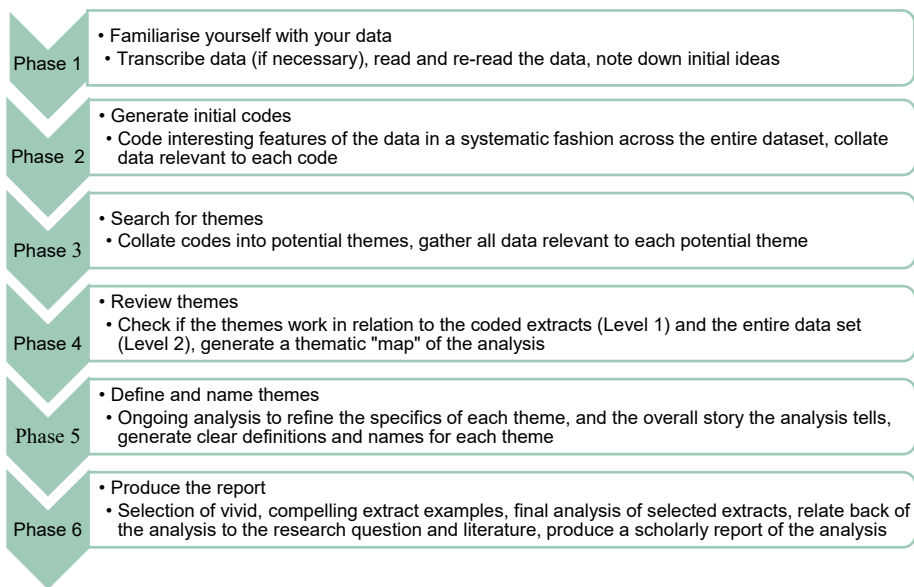 Phase 1
• Familiarise yourself with your data
• Transcribe data (if necessary), read and re-read the data, note down initial ideas
Phase 2
• Generate initial codes
• Code interesting features of the data in a systematic fashion across the entire dataset, collate
data relevant to each code
Phase 3
• Search for themes
• Collate codes into potential themes, gather all data relevant to each potential theme
Phase 4
• Review themes
• Check if the themes work in relation to the coded extracts (Level 1) and the entire data set
(Level 2), generate a thematic "map" of the analysis
Phase 5
• Define and name themes
• Ongoing analysis to refine the specifics of each theme, and the overall story the analysis tells,
generate clear definitions and names for each theme
Phase 6
• Produce the report
• Selection of vivid, compelling extract examples, final analysis of selected extracts, relate back of
the analysis to the research question and literature, produce a scholarly report of the analysis